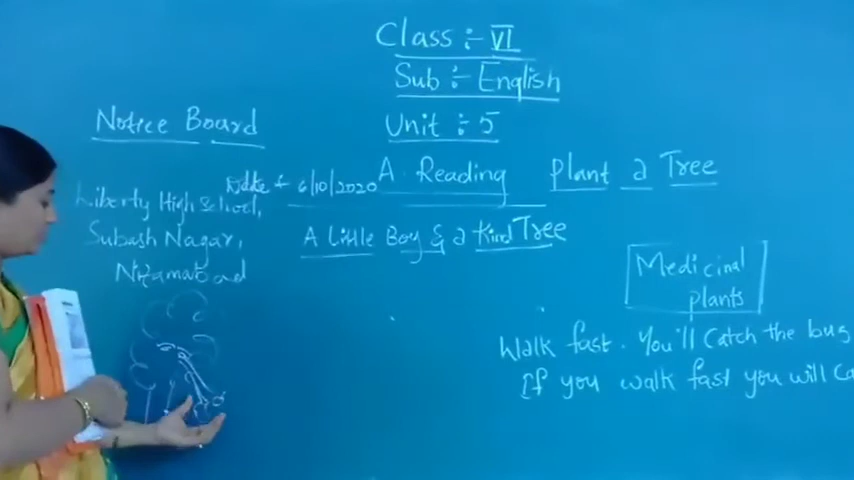 Class :- VI
Sub :- English
Notice Board
Unit :- 5
A. Reading
Plant a Tree
Date :- 6/10/2020
Liberty High School,
A Little Boy & a Kind Tree
Subash Nagar,
Nizamabad
Medicinal
plants
Walk fast. You'll catch the bus
If you walk fast you will